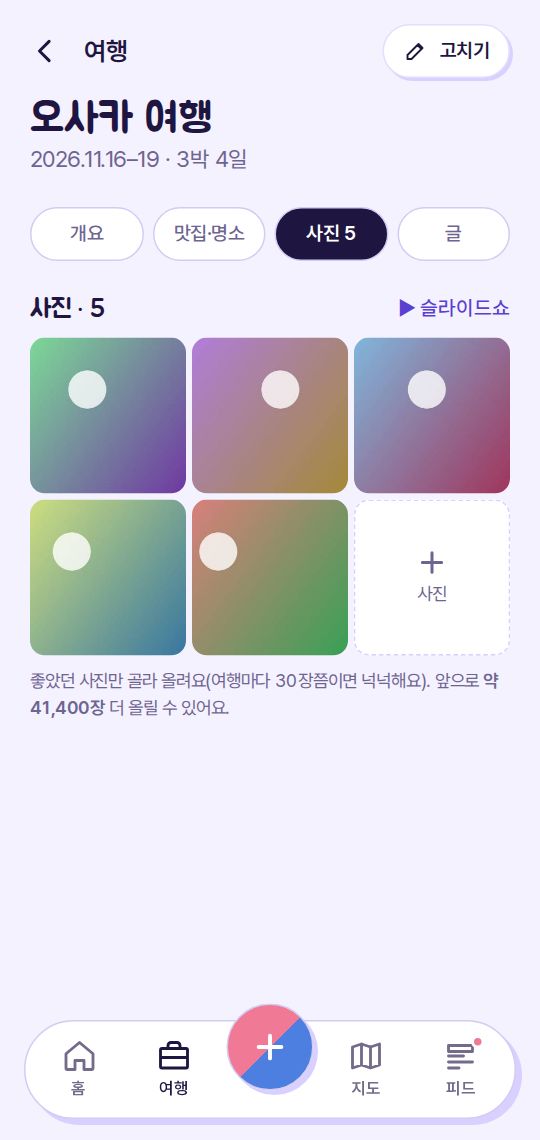 여행
고치기
오사카 여행
2026.11.16–19 · 3박 4일
개요
맛집·명소
사진 5
글
사진 · 5
▶ 슬라이드쇼
사진
좋았던 사진만 골라 올려요(여행마다 30장쯤이면 넉넉해요). 앞으로 약
41,400장 더 올릴 수 있어요.
홈
여행
지도
피드